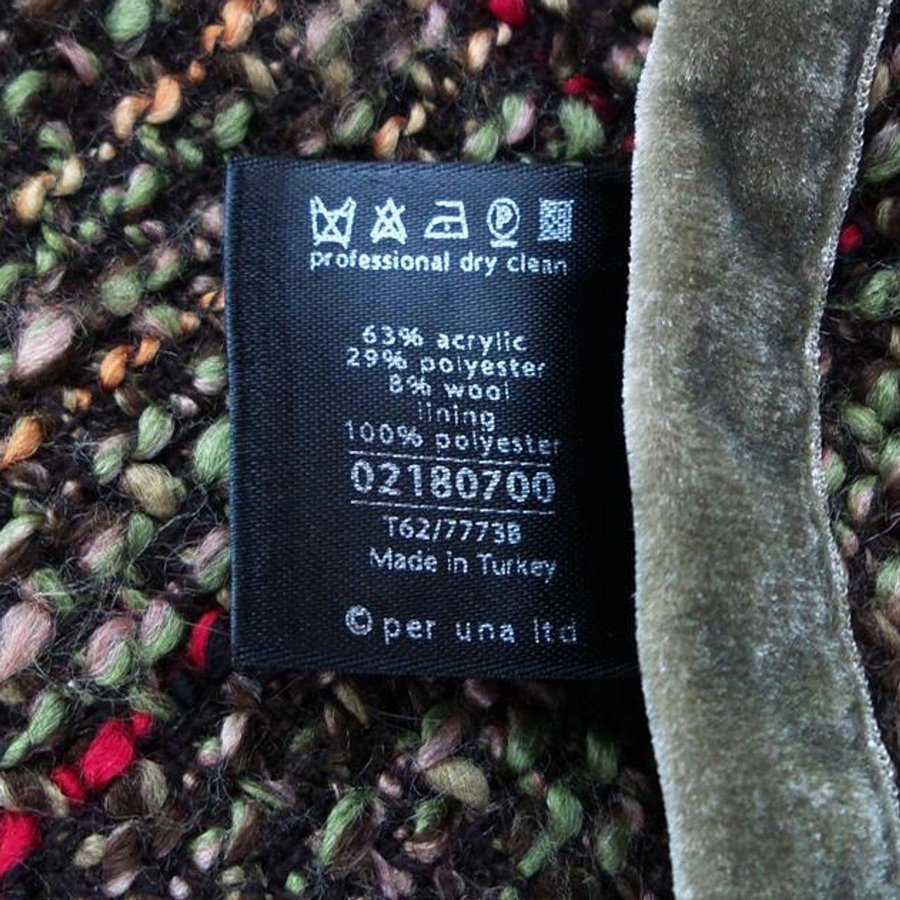 professional dry clean
63% acrylic
29% polyester
8% wool
lining
100% polyester
02180700
T62/7773B
Made in Turkey
© per una ltd